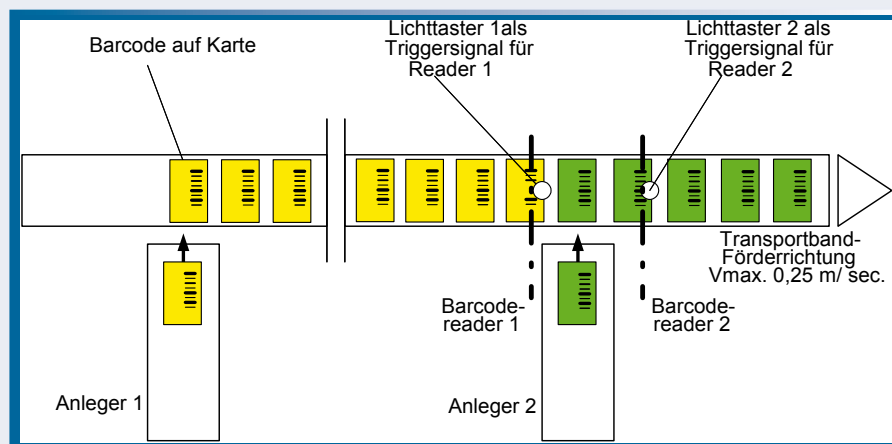 Barcode auf Karte
Lichttaster 1als
Triggersignal für
Reader 1
Lichttaster 2 als
Triggersignal für
Reader 2
Transportband-
Förderrichtung
Vmax. 0,25 m/ sec.
Barcode-
reader 1
Barcode-
reader 2
Anleger 1
Anleger 2